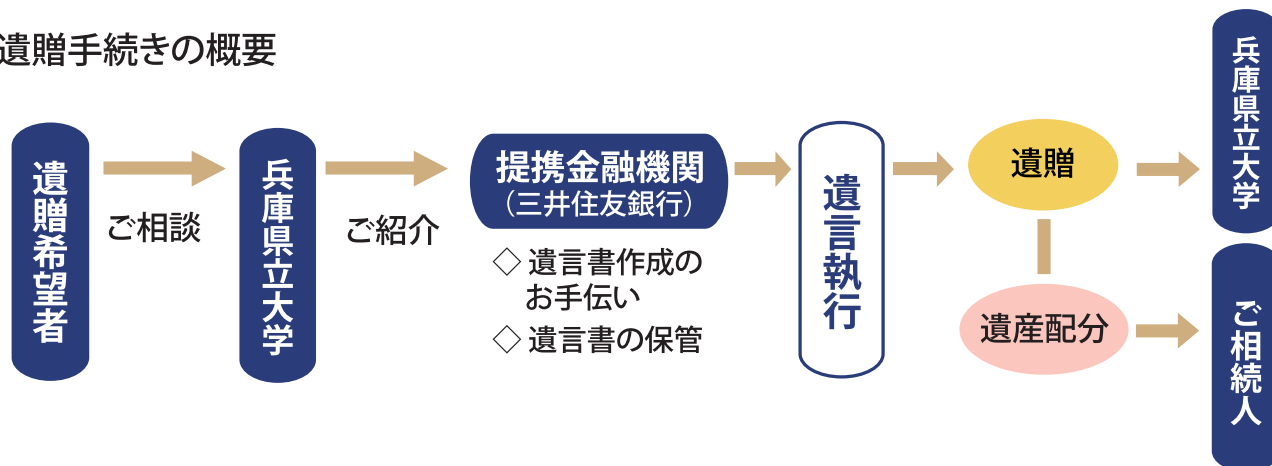 遺贈手続きの概要
遺贈希望者
ご相談
兵庫県立大学
ご紹介
提携金融機関
（三井住友銀行）
◇ 遺言書作成の
お手伝い
◇ 遺言書の保管
遺言執行
遺贈
遺産配分
兵庫県立大学
ご相続人